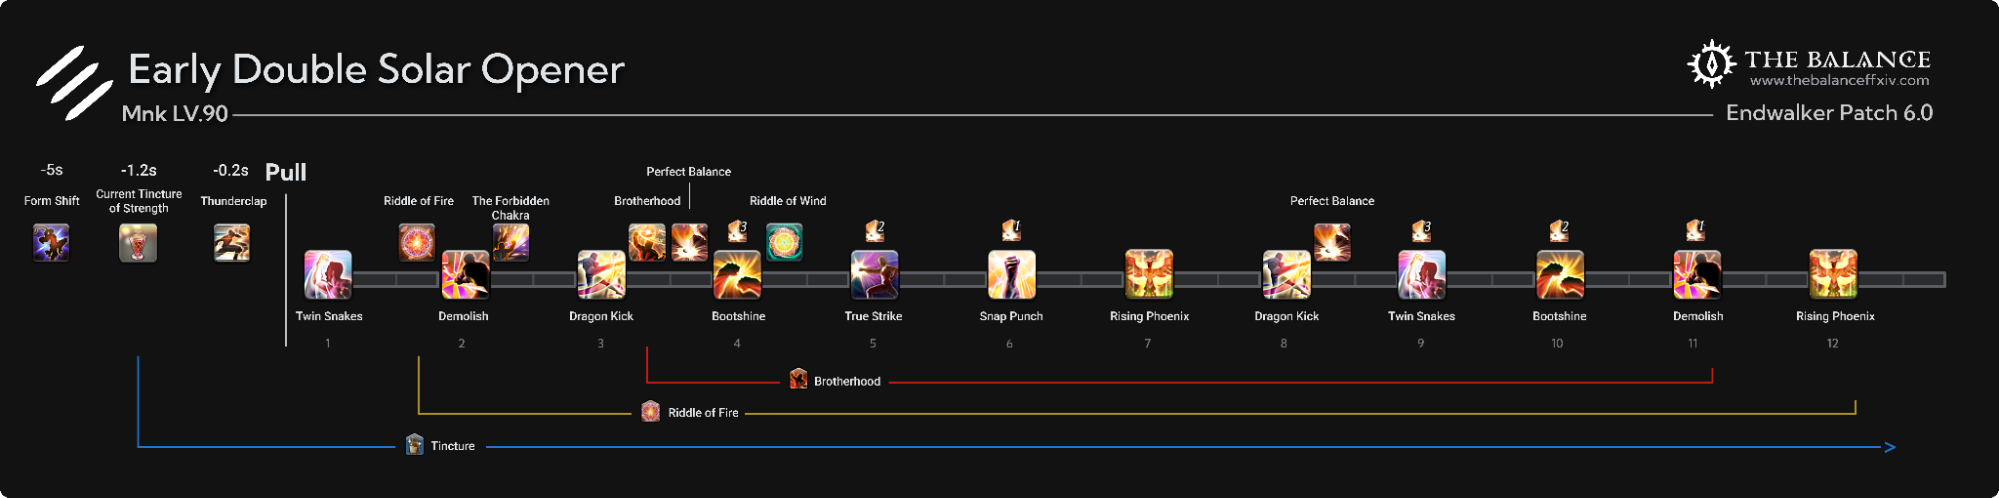 Early Double Solar Opener
THE BALANCE
www.thebalanceffxiv.com
Mnk LV.90
Endwalker Patch 6.0
-5s
-1.2s
-0.2s
Pull
Form Shift
Current Tincture
of Strength
Thunderclap
Riddle of Fire
The Forbidden
Chakra
Brotherhood
Perfect Balance
Riddle of Wind
Perfect Balance
3
2
1
3
2
1
Twin Snakes
Demolish
Dragon Kick
Bootshine
True Strike
Snap Punch
Rising Phoenix
Dragon Kick
Twin Snakes
Bootshine
Demolish
Rising Phoenix
1
2
3
4
5
6
7
8
9
10
11
12
Brotherhood
Riddle of Fire
Tincture